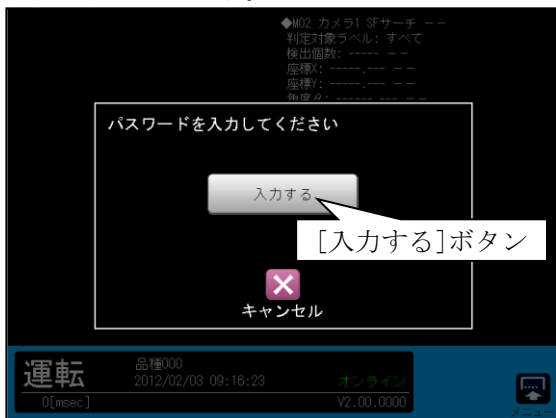 ◆M02 カメラ1 SFサーチ --
判定対象ラベル: すべて
検出個数: ----- --
座標X: -----.--- --
座標Y: -----.--- --
パスワードを入力してください
入力する
[入力する]ボタン
キャンセル
運転
品種000
2012/02/03 09:16:23
オンライン
0[msec]
V2.00.0000
メニュー